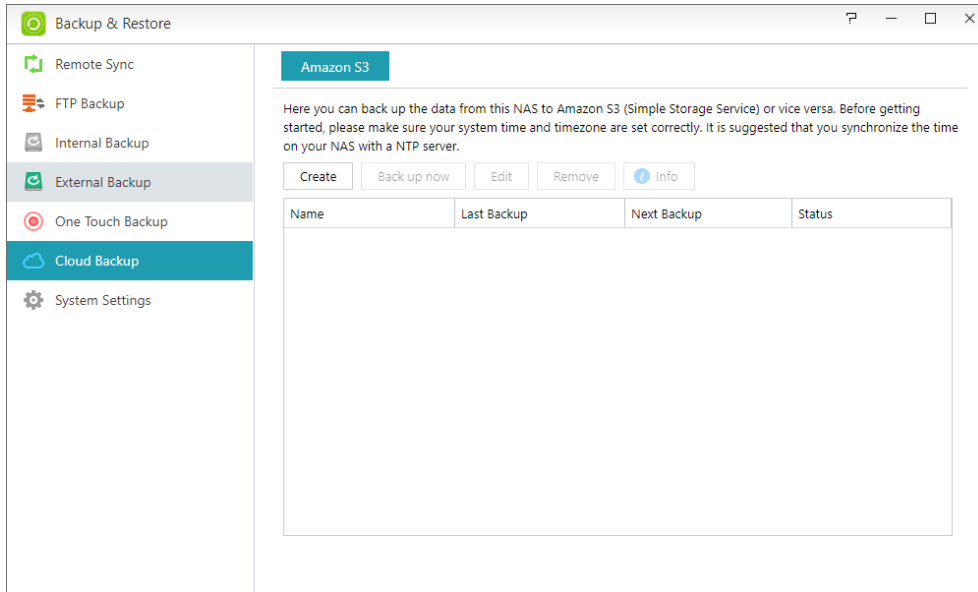 Backup & Restore
Remote Sync
FTP Backup
Internal Backup
External Backup
One Touch Backup
Cloud Backup
System Settings
Amazon S3
Here you can back up the data from this NAS to Amazon S3 (Simple Storage Service) or vice versa. Before getting
started, please make sure your system time and timezone are set correctly. It is suggested that you synchronize the time
on your NAS with a NTP server.
Create Back up now Edit Remove i Info
Name Last Backup Next Backup Status